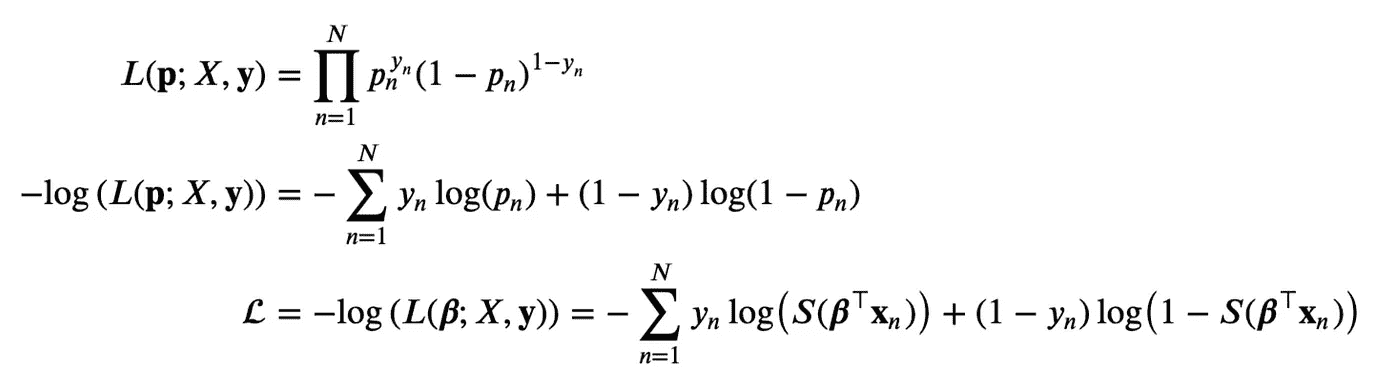 L(𝐩; X, 𝐲) = ∏_{n=1}^{N} p_n^{y_n}(1 − p_n)^{1−y_n}
−log (L(𝐩; X, 𝐲)) = − ∑_{n=1}^{N} y_n log(p_n) + (1 − y_n) log(1 − p_n)
ℒ = −log (L(𝜷; X, 𝐲)) = − ∑_{n=1}^{N} y_n log(S(𝜷^⊤𝐱_n)) + (1 − y_n) log(1 − S(𝜷^⊤𝐱_n))